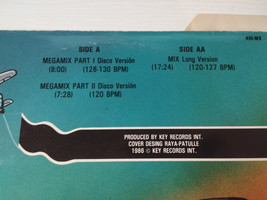 SIDE A
MEGAMIX PART I Disco Versión
(8:00) (128-130 BPM)
MEGAMIX PART II Disco Versión
(7:28) (120 BPM)
SIDE AA
MIX Long Version
(17:24) (120-127 BPM)
PRODUCED BY KEY RECORDS INT.
COVER DESING RAYA-PATULLE
1986 © KEY RECORDS INT.